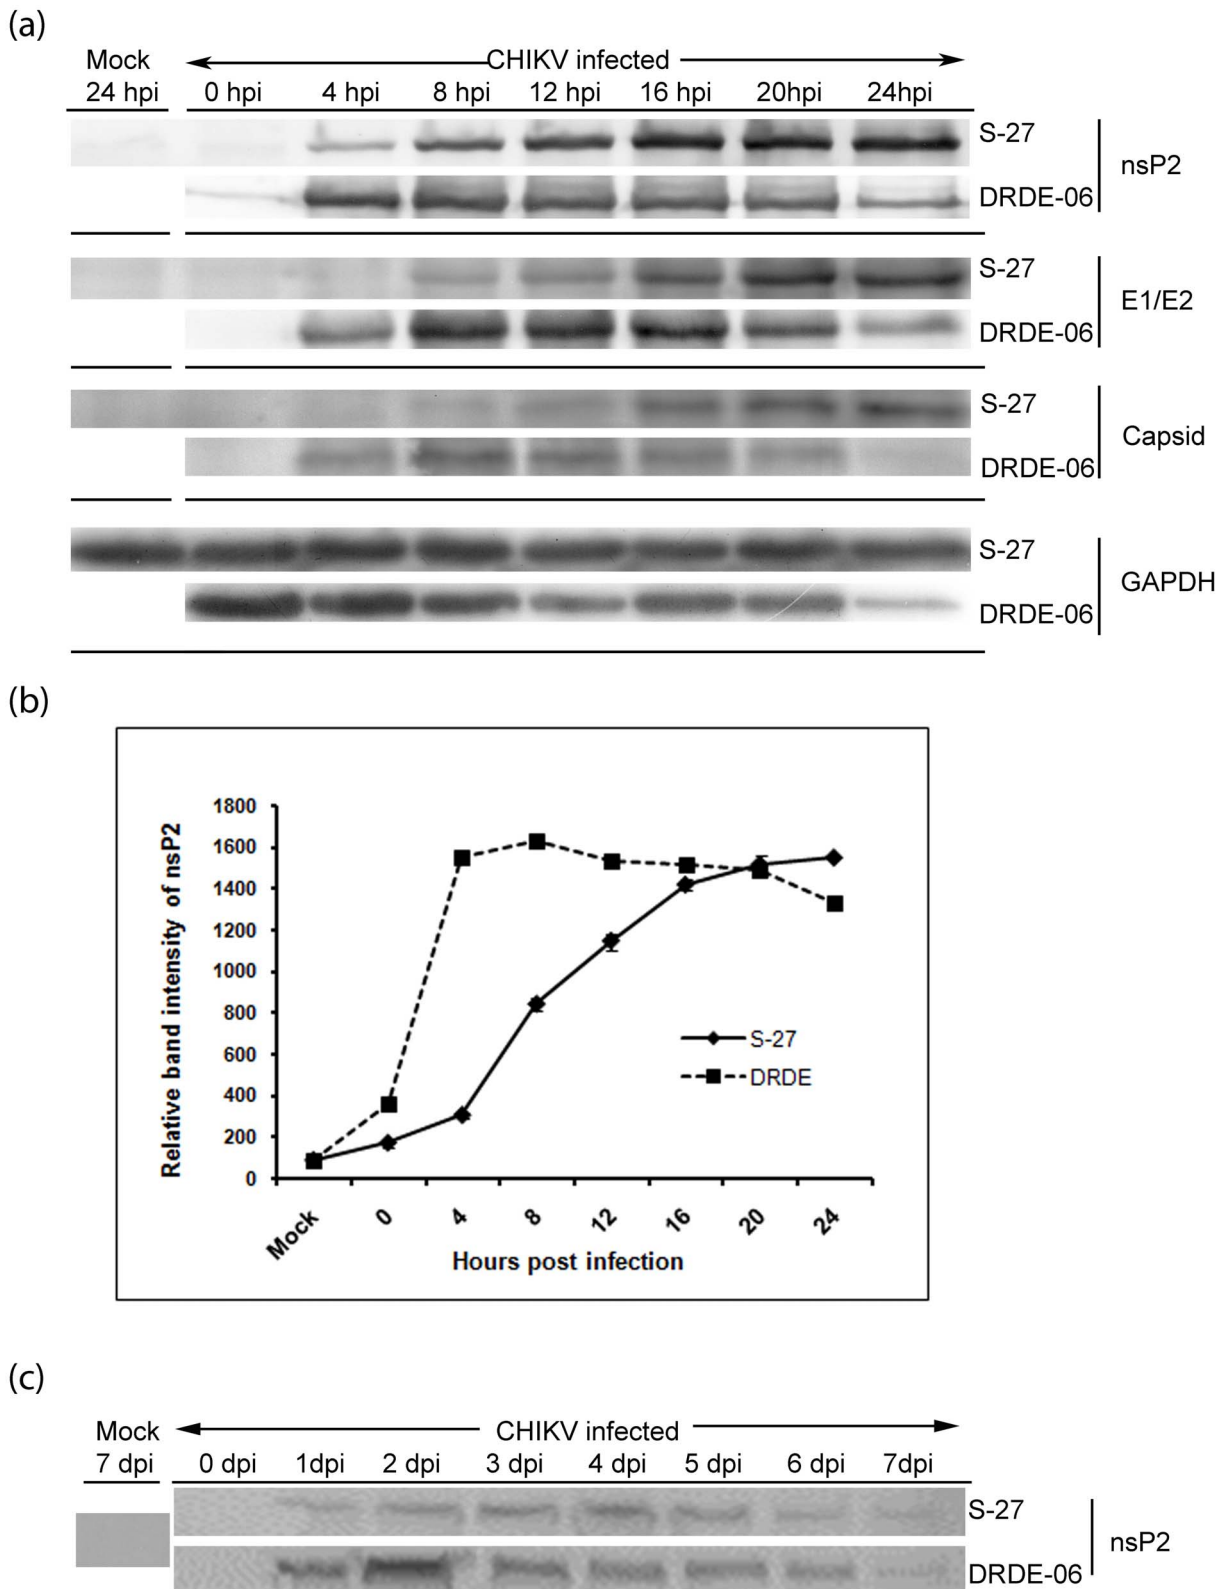 (a)
Mock CHIKV infected
24 hpi 0 hpi 4 hpi 8 hpi 12 hpi 16 hpi 20hpi 24hpi
S-27
nsP2
DRDE-06
S-27
E1/E2
DRDE-06
S-27
Capsid
DRDE-06
S-27
GAPDH
DRDE-06
(b)
Relative band intensity of nsP2
1800
1600
1400
1200
1000
800
600
400
200
0
S-27
DRDE
Mock 0 4 8 12 16 20 24
Hours post infection
(c)
Mock CHIKV infected
7 dpi 0 dpi 1dpi 2 dpi 3 dpi 4 dpi 5 dpi 6 dpi 7dpi
S-27
nsP2
DRDE-06